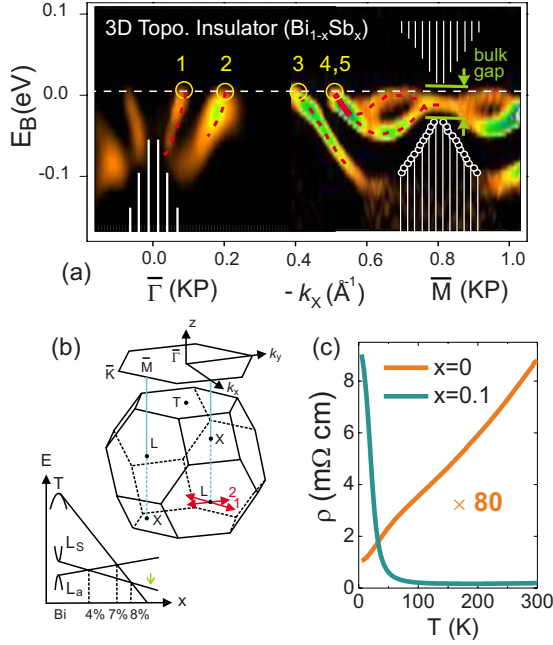 3D Topo. Insulator (Bi1-xSbx)
1
2
3
4,5
bulk
gap
EB(eV)
0.0
-0.1
0.0
0.2
0.4
0.6
0.8
1.0
(a)
Γ̅ (KP)
- kX (Å-1)
M̅ (KP)
(b)
z
K̅
M̅
Γ̅
ky
kx
T
L
X
L
2
1
X
E
T
LS
La
x
Bi
4%
7%
8%
(c)
x=0
x=0.1
× 80
ρ (mΩ cm)
8
6
4
2
0
0
100
200
300
T (K)